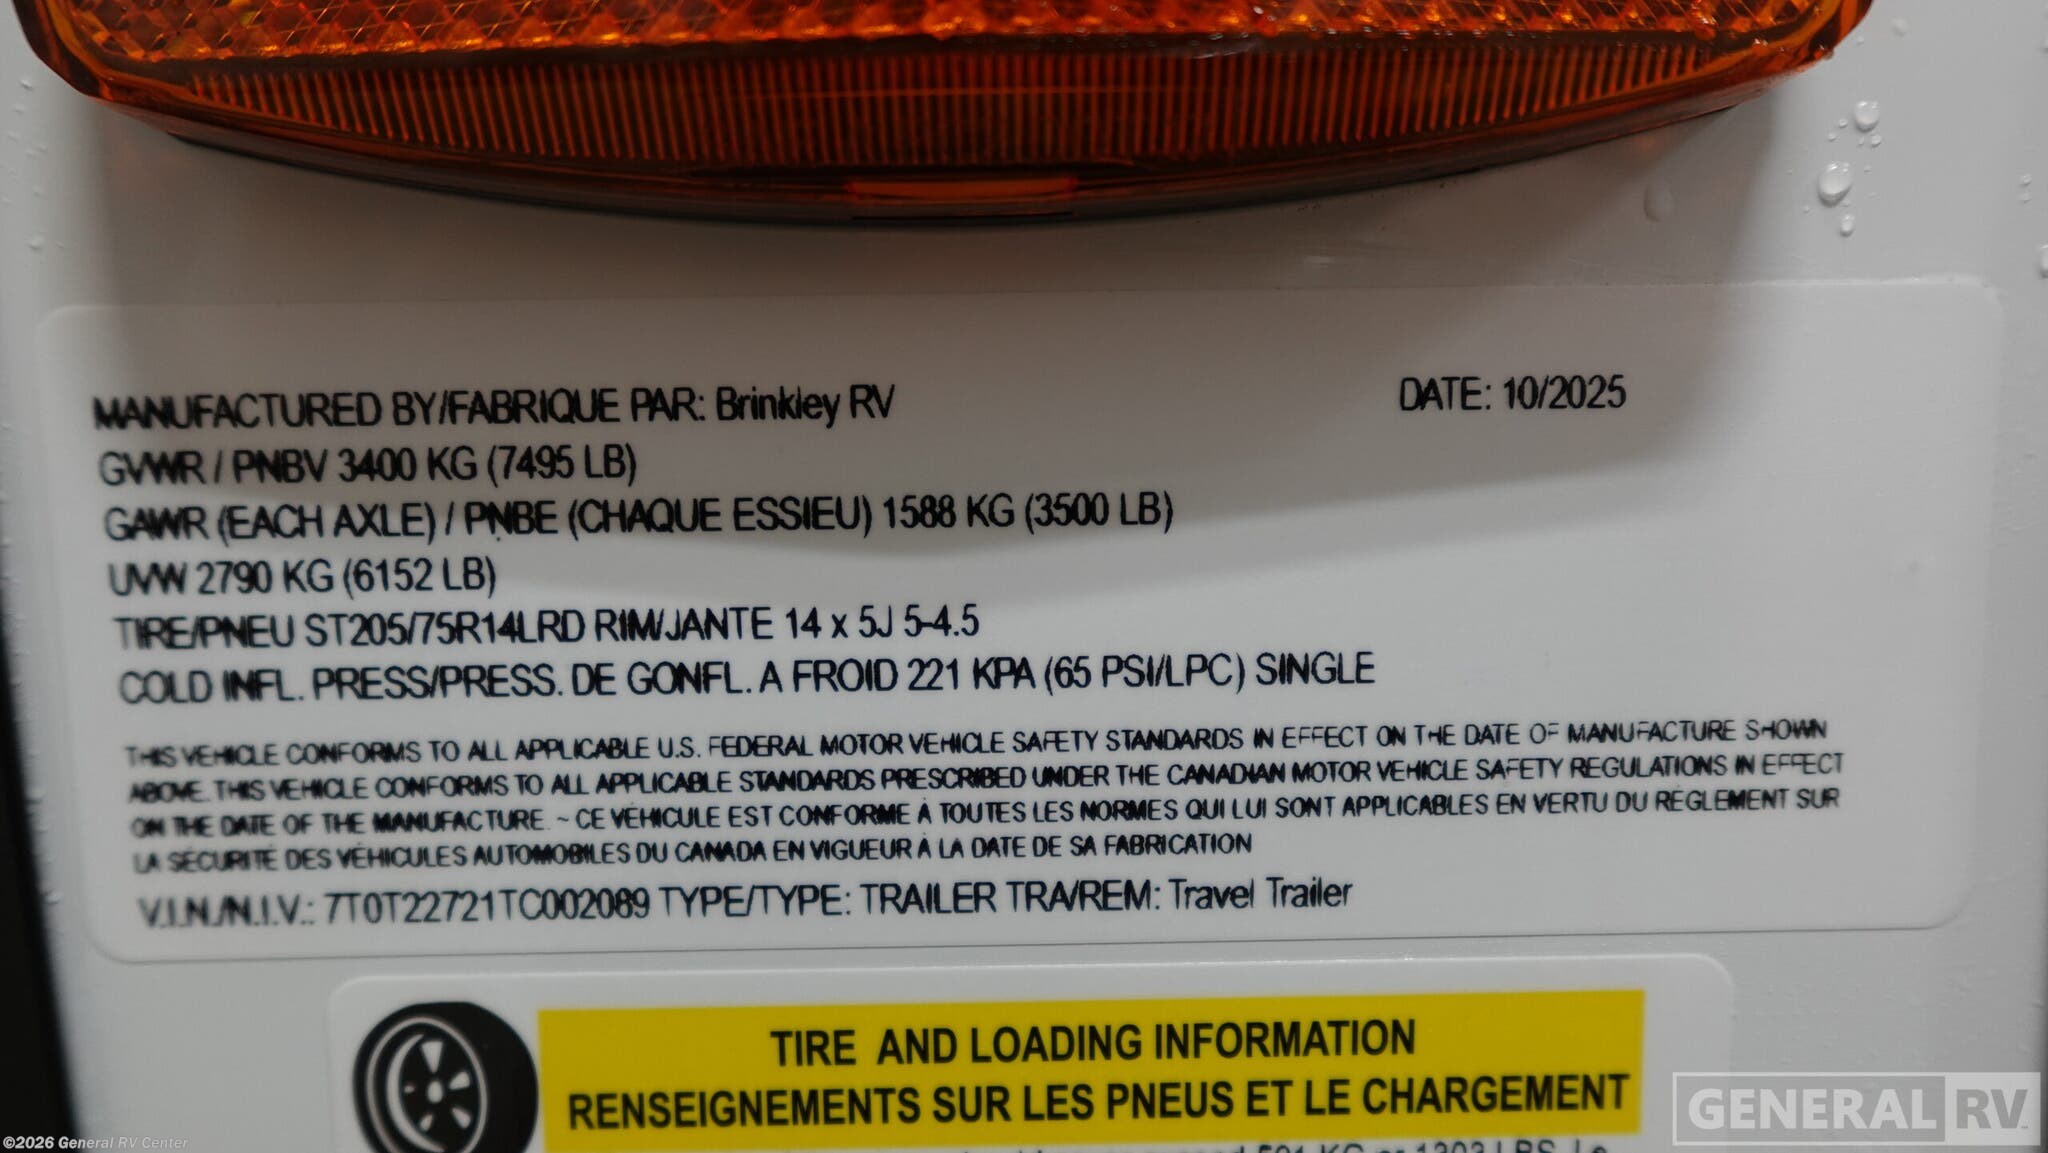 MANUFACTURED BY/FABRIQUE PAR: Brinkley RV DATE: 10/2025
GVWR / PNBV 3400 KG (7495 LB)
GAWR (EACH AXLE) / PNBE (CHAQUE ESSIEU) 1588 KG (3500 LB)
UVW 2790 KG (6152 LB)
TIRE/PNEU ST205/75R14LRD RIM/JANTE 14 x 5J 5-4.5
COLD INFL. PRESS/PRESS. DE GONFL. A FROID 221 KPA (65 PSI/LPC) SINGLE
THIS VEHICLE CONFORMS TO ALL APPLICABLE U.S. FEDERAL MOTOR VEHICLE SAFETY STANDARDS IN EFFECT ON THE DATE OF MANUFACTURE SHOWN
ABOVE. THIS VEHICLE CONFORMS TO ALL APPLICABLE STANDARDS PRESCRIBED UNDER THE CANADIAN MOTOR VEHICLE SAFETY REGULATIONS IN EFFECT
ON THE DATE OF THE MANUFACTURE. ~ CE VÉHICULE EST CONFORME À TOUTES LES NORMES QUI LUI SONT APPLICABLES EN VERTU DU RÈGLEMENT SUR
LA SÉCURITÉ DES VÉHICULES AUTOMOBILES DU CANADA EN VIGUEUR À LA DATE DE SA FABRICATION
V.I.N./N.I.V.: 7T0T22721TC002089 TYPE/TYPE: TRAILER TRA/REM: Travel Trailer
TIRE AND LOADING INFORMATION
RENSEIGNEMENTS SUR LES PNEUS ET LE CHARGEMENT
GENERAL RV
©2026 General RV Center